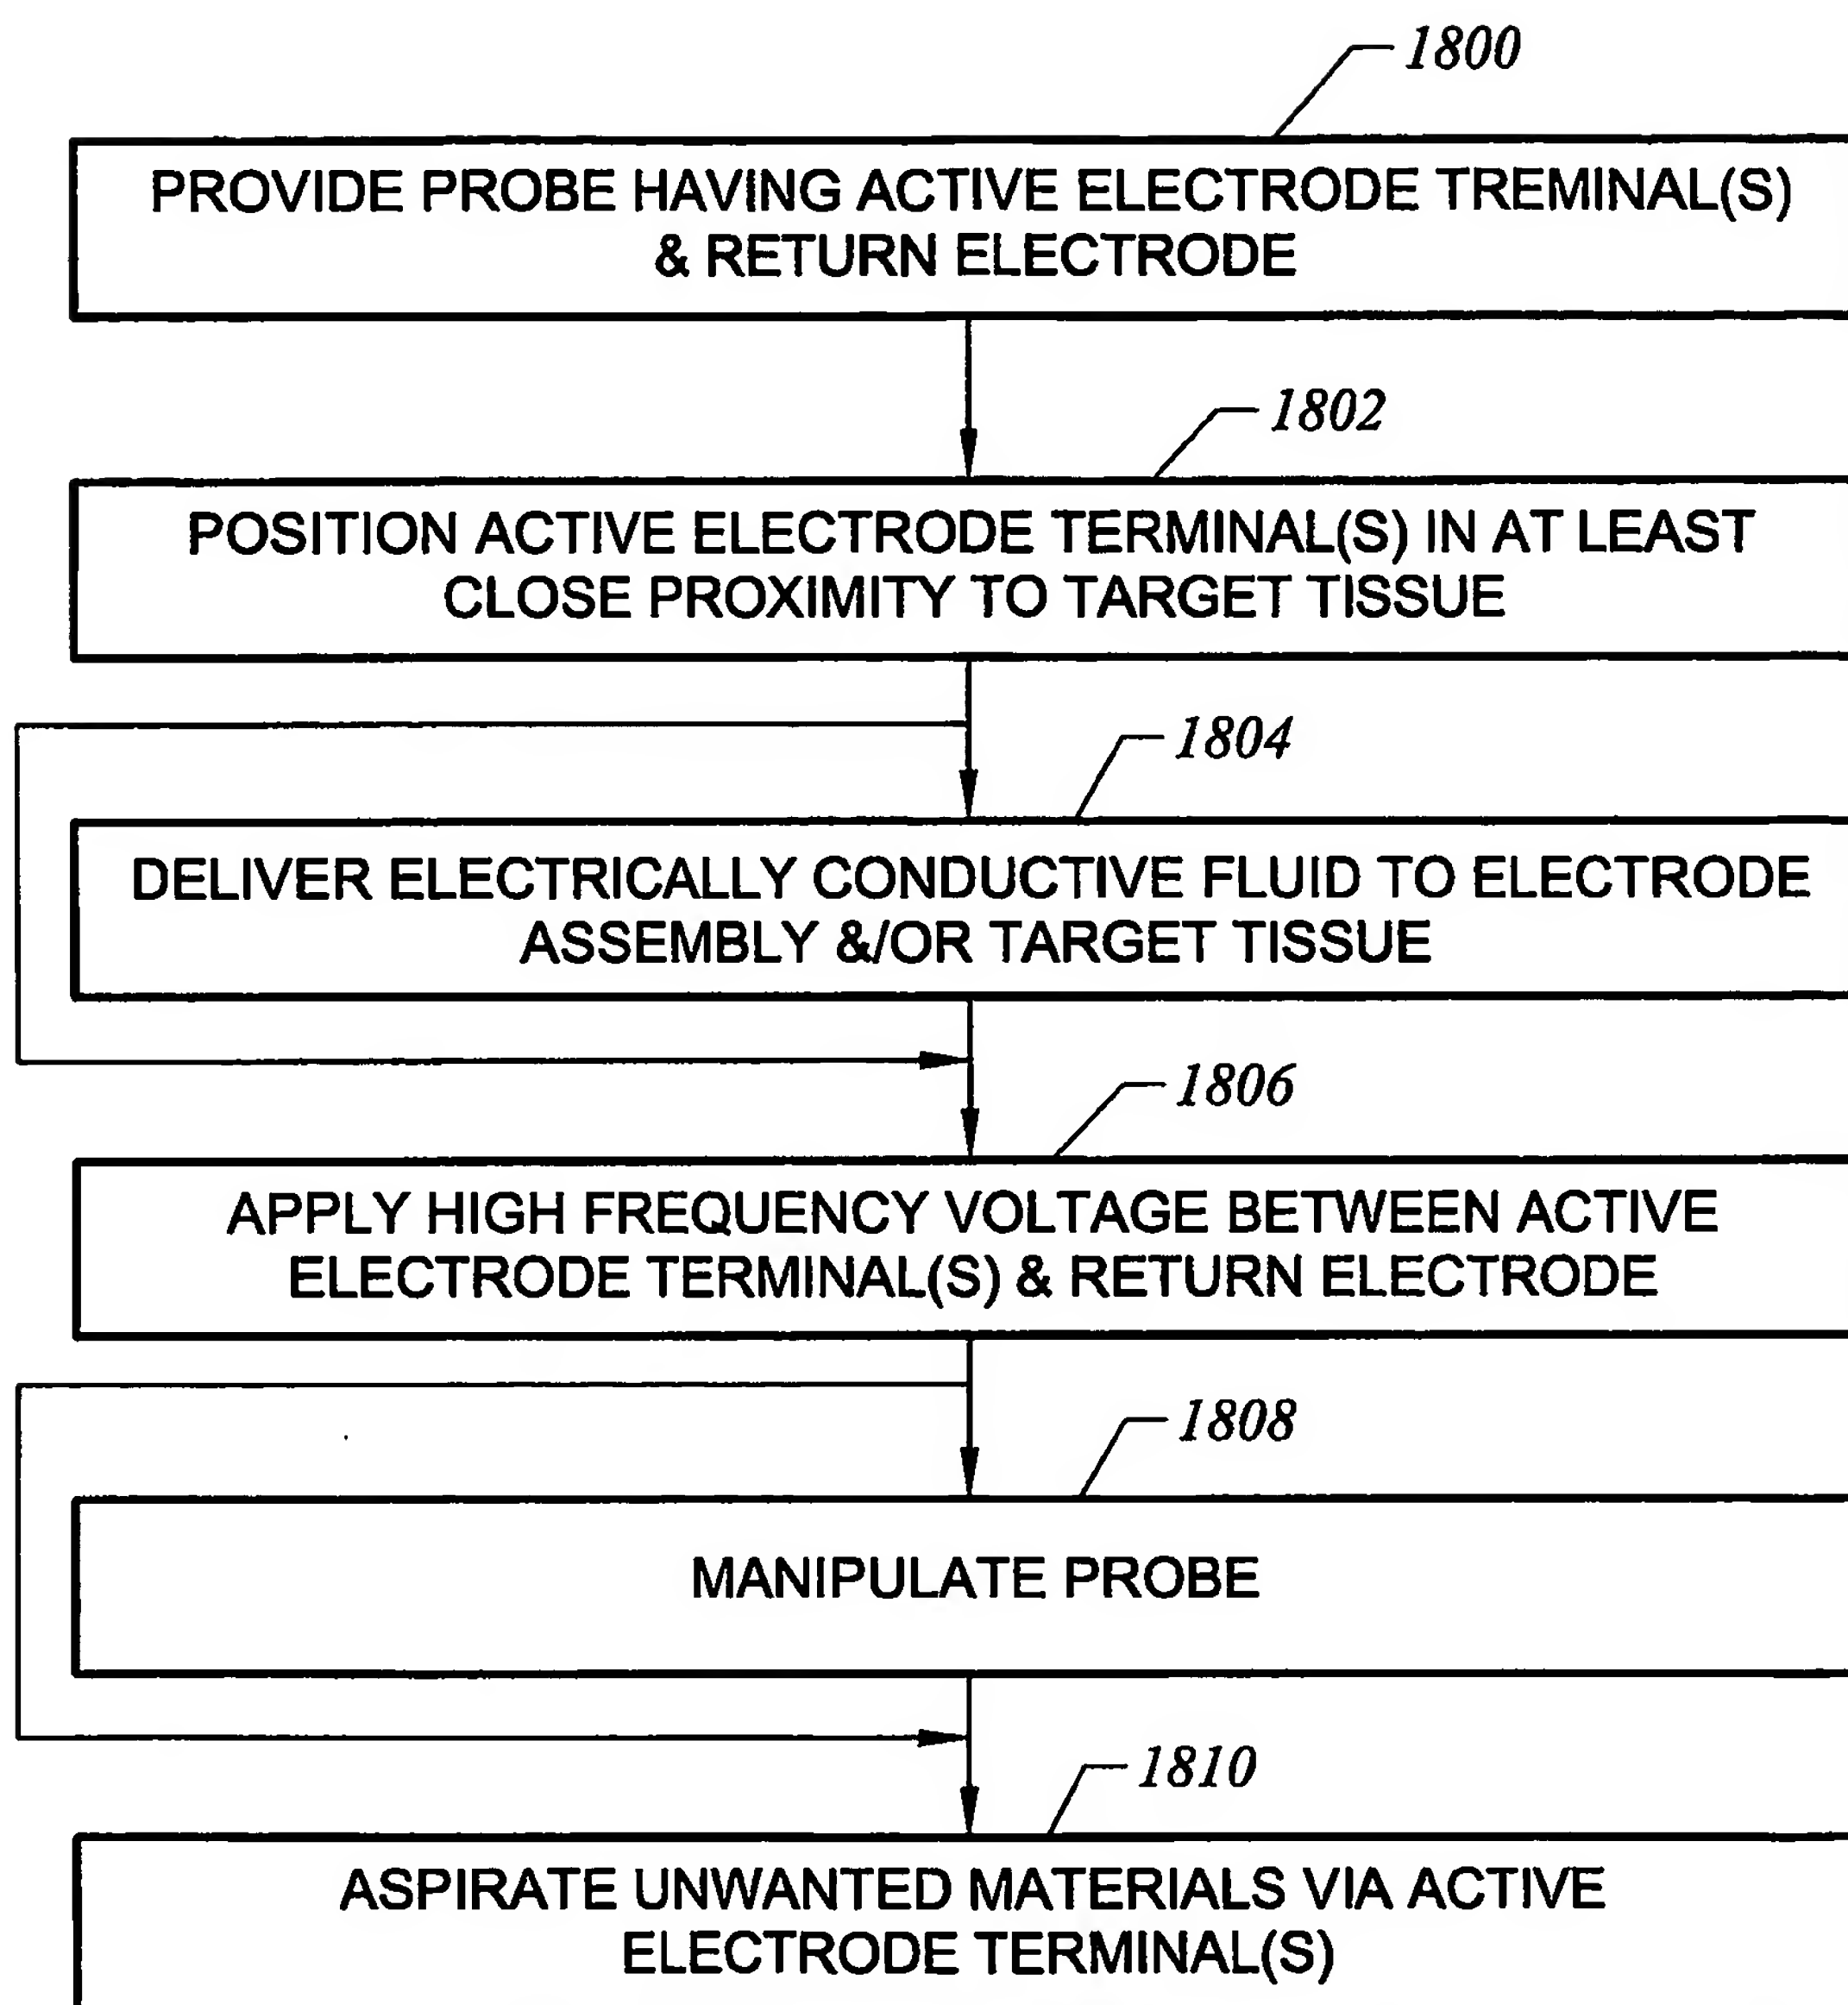 1800
PROVIDE PROBE HAVING ACTIVE ELECTRODE TREMINAL(S)
& RETURN ELECTRODE
1802
POSITION ACTIVE ELECTRODE TERMINAL(S) IN AT LEAST
CLOSE PROXIMITY TO TARGET TISSUE
1804
DELIVER ELECTRICALLY CONDUCTIVE FLUID TO ELECTRODE
ASSEMBLY &/OR TARGET TISSUE
1806
APPLY HIGH FREQUENCY VOLTAGE BETWEEN ACTIVE
ELECTRODE TERMINAL(S) & RETURN ELECTRODE
1808
MANIPULATE PROBE
1810
ASPIRATE UNWANTED MATERIALS VIA ACTIVE
ELECTRODE TERMINAL(S)